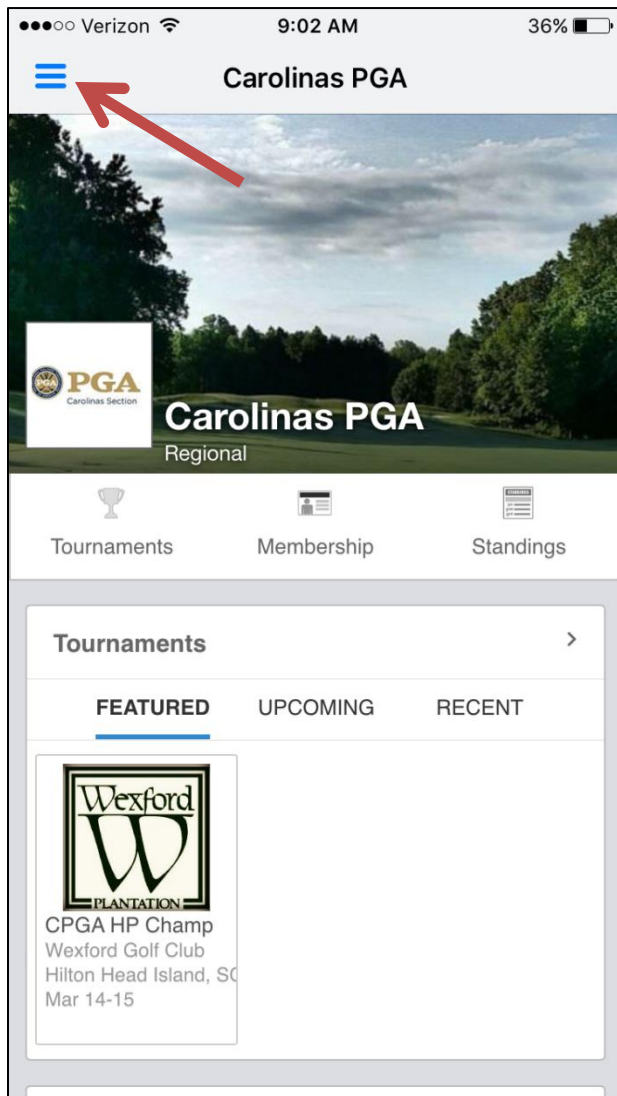 Verizon 9:02 AM 36%
Carolinas PGA
PGA
PGA
Carolinas Section
Carolinas PGA
Regional
STANDINGS
Tournaments Membership Standings
Tournaments
FEATURED UPCOMING RECENT
Wexford
W
PLANTATION
CPGA HP Champ
Wexford Golf Club
Hilton Head Island, SC
Mar 14-15